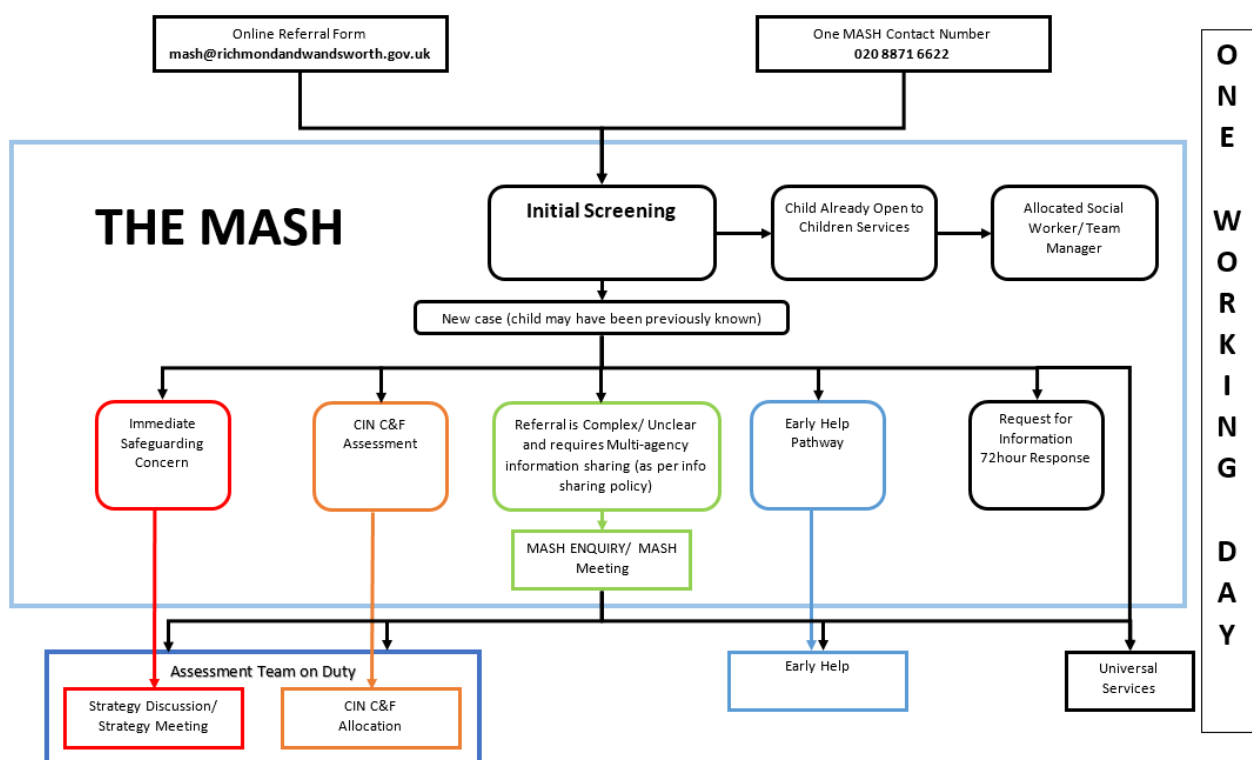 Online Referral Form
mash@richmondandwandsworth.gov.uk
One MASH Contact Number
020 8871 6622
ONE WORKING DAY
THE MASH
Initial Screening
Child Already Open to
Children Services
Allocated Social
Worker/ Team
Manager
New case (child may have been previously known)
Immediate
Safeguarding
Concern
CIN C&F
Assessment
Referral is Complex/ Unclear
and requires Multi-agency
information sharing (as per info
sharing policy)
Early Help
Pathway
Request for
Information
72hour Response
MASH ENQUIRY/ MASH
Meeting
Assessment Team on Duty
Strategy Discussion/
Strategy Meeting
CIN C&F
Allocation
Early Help
Universal
Services